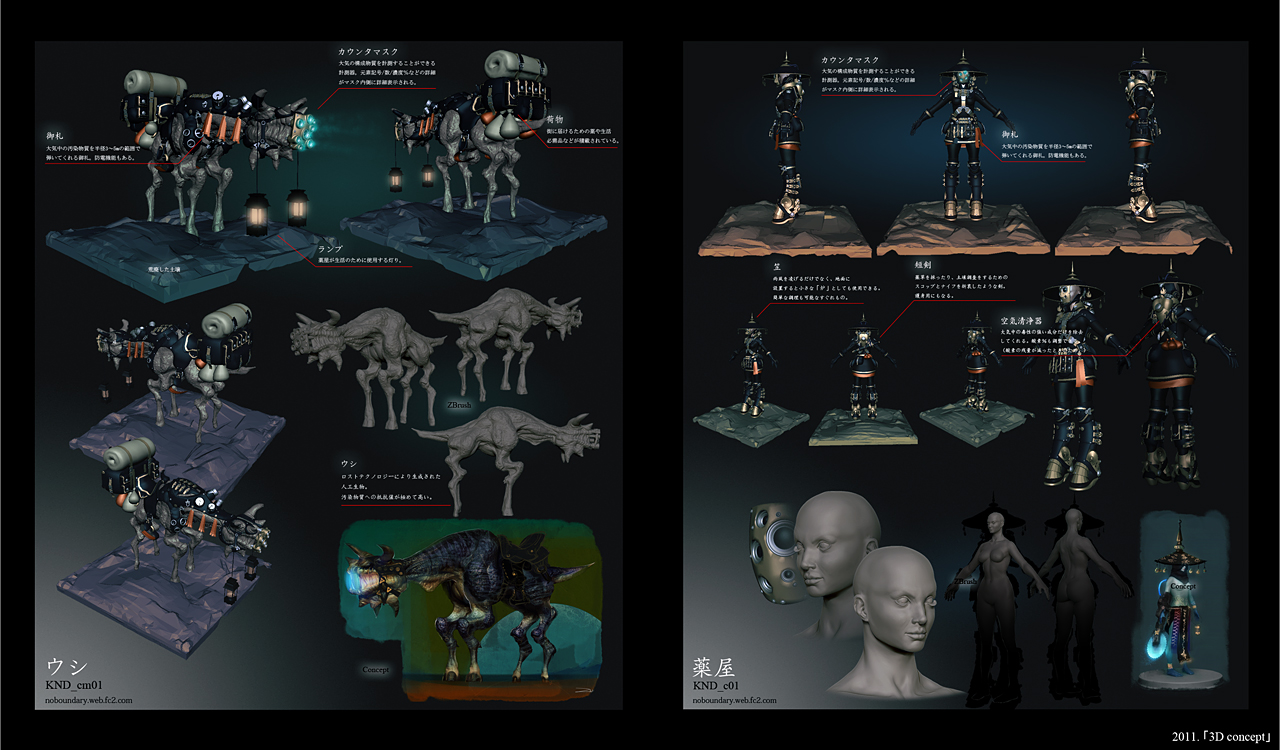 カウンタマスク
大気の構成物質を計測することができる
計測器。元素記号/数/濃度%などの詳細
がマスク内側に詳細表示される。
御札
大気中の汚染物質を半径3〜5mの範囲で
弾いてくれる御札。防電機能もある。
荷物
街に届けるための薬や生活
必需品などが積載されている。
ランプ
薬屋が生活のために使用する灯り。
荒廃した土壌
ZBrush
ウシ
ロストテクノロジーにより生成された
人工生物。
汚染物質への抵抗値が極めて高い。
Concept
ウシ
KND_cm01
noboundary.web.fc2.com
カウンタマスク
大気の構成物質を計測することができる
計測器。元素記号/数/濃度%などの詳細
がマスク内側に詳細表示される。
御札
大気中の汚染物質を半径3〜5mの範囲で
弾いてくれる御札。防電機能もある。
笠
雨風を凌げるだけでなく、地面に
設置すると小さな「炉」としても使用できる。
簡単な調理も可能なすぐれもの。
短剣
薬草を採ったり、土壌調査をするための
スコップとナイフを折衷したような剣。
護身用にもなる。
空気清浄器
大気中の毒性の強い成分だけを除去
してくれる。酸素%も調整できる
ZBrush
Concept
薬屋
KND_c01
noboundary.web.fc2.com
2011.「3D concept」